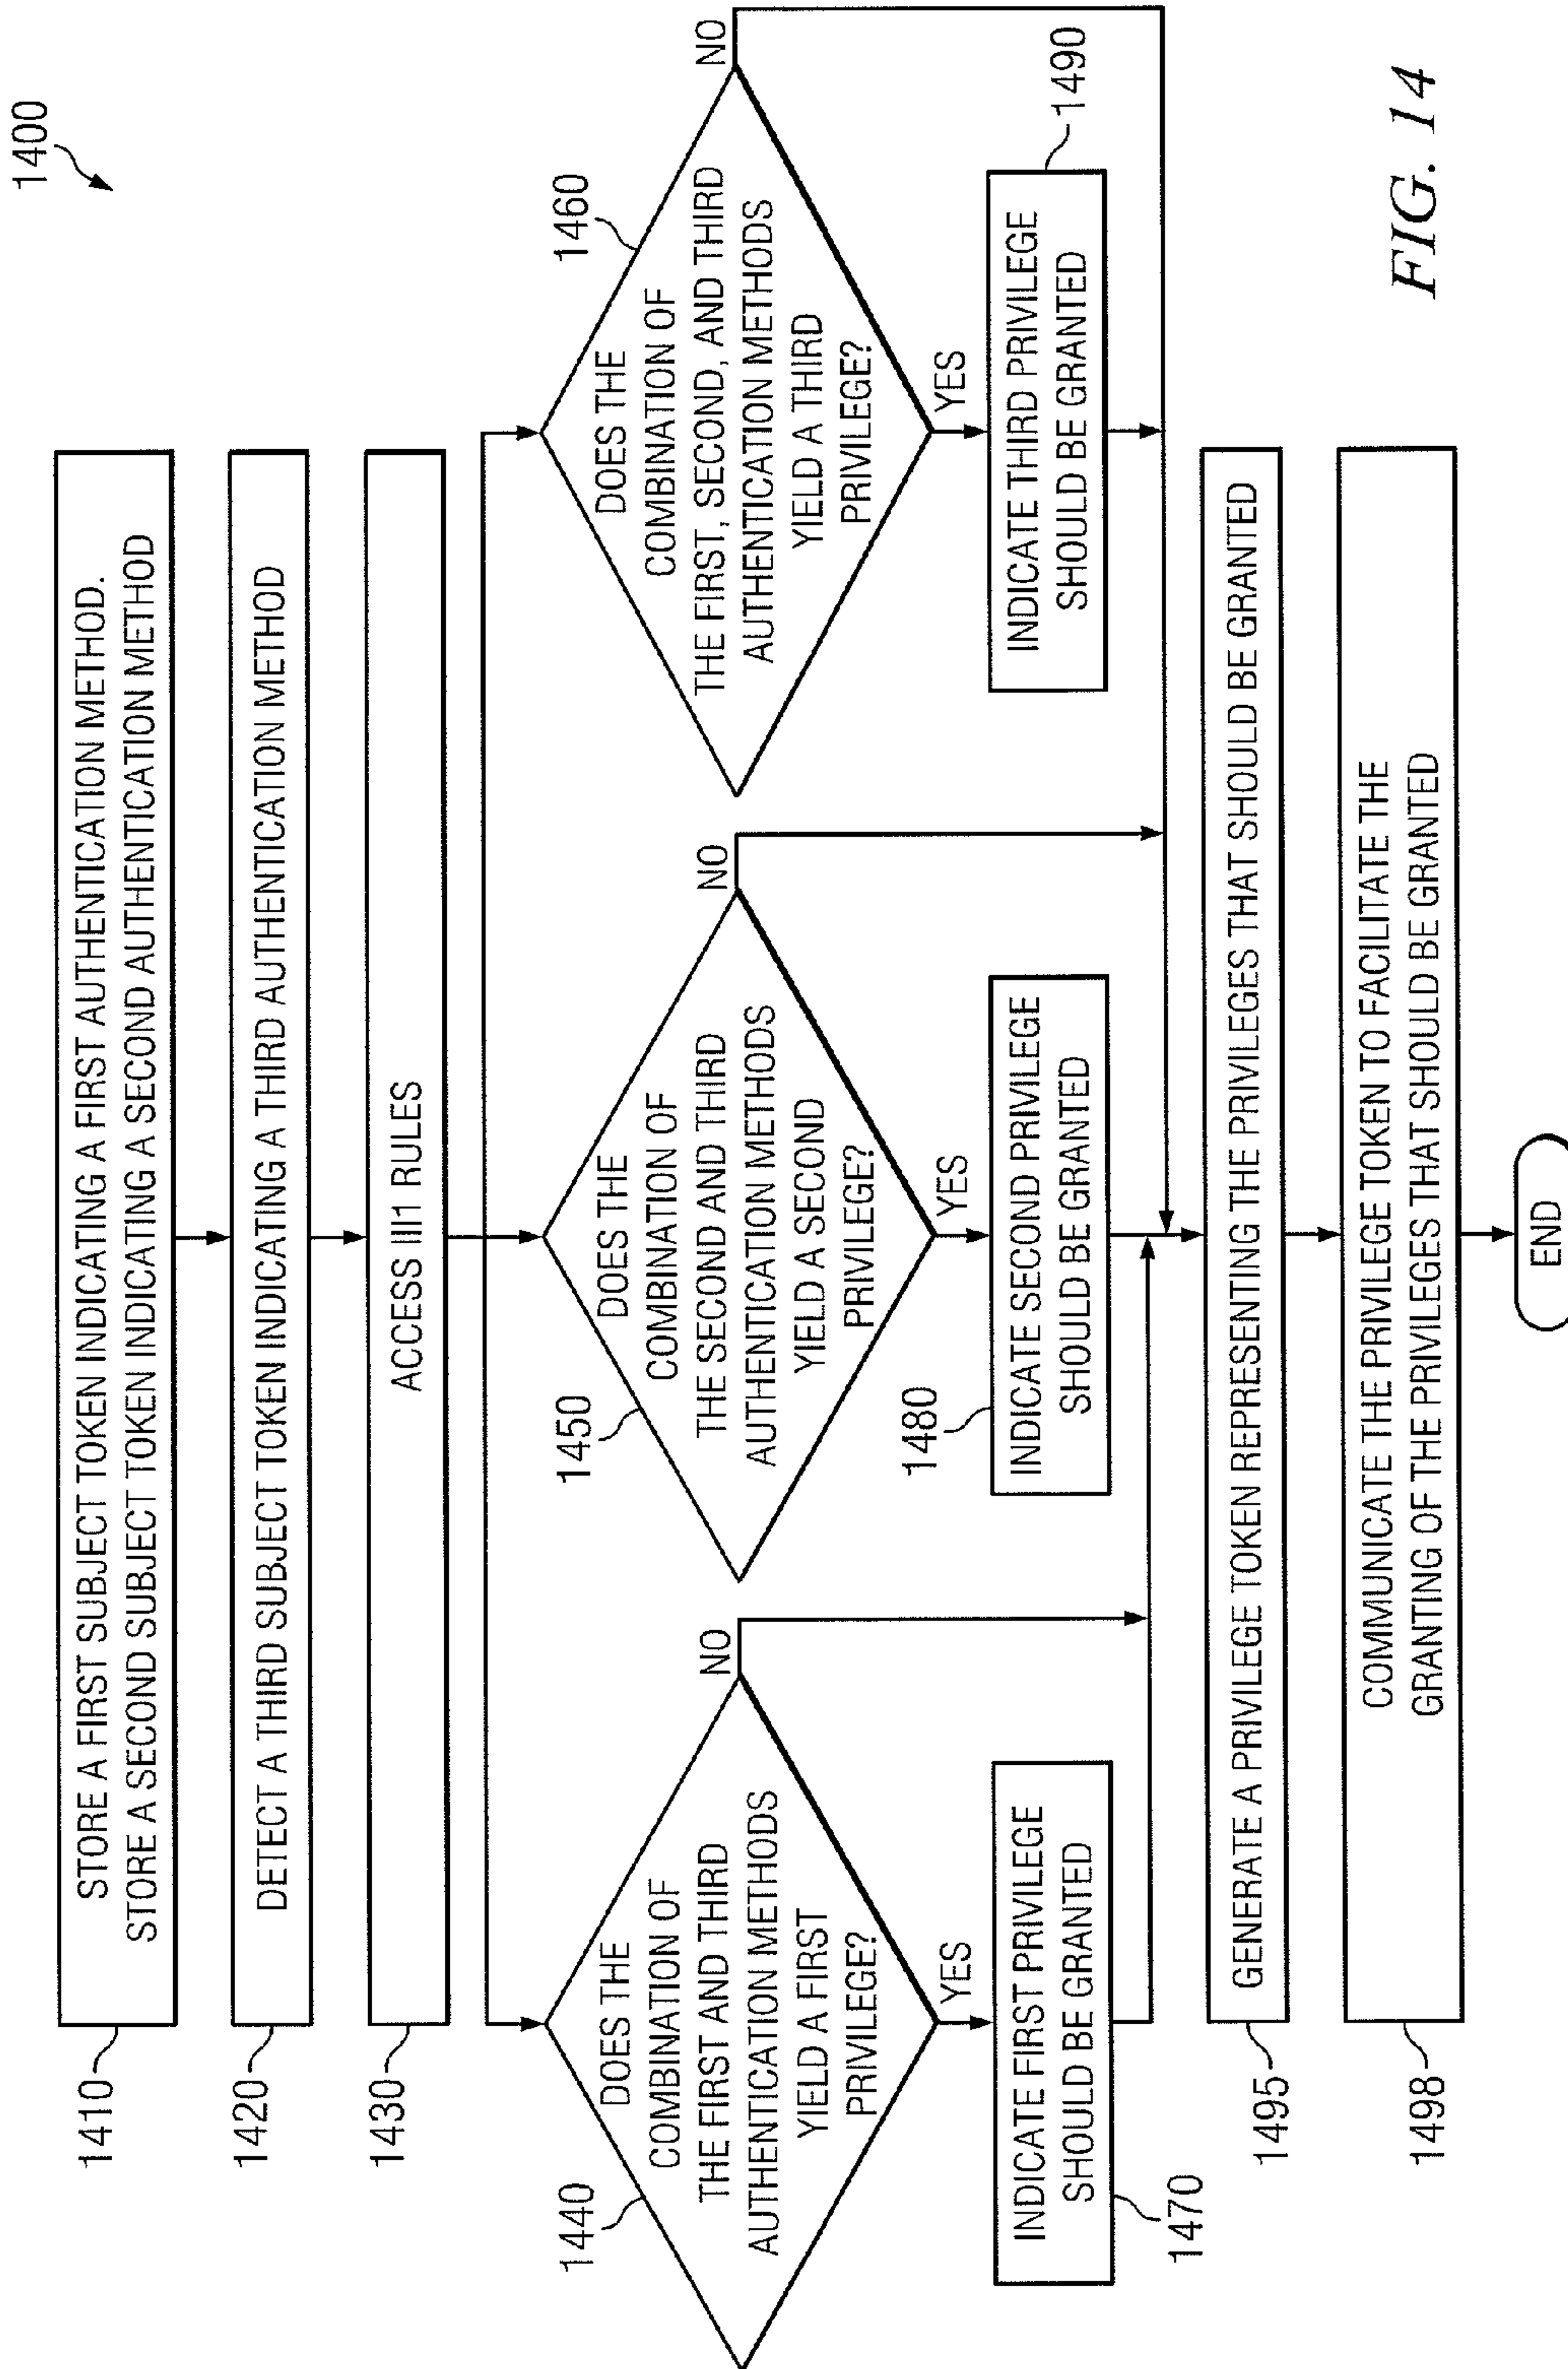 1400
1410
STORE A FIRST SUBJECT TOKEN INDICATING A FIRST AUTHENTICATION METHOD.
STORE A SECOND SUBJECT TOKEN INDICATING A SECOND AUTHENTICATION METHOD
1420
DETECT A THIRD SUBJECT TOKEN INDICATING A THIRD AUTHENTICATION METHOD
1430
ACCESS III1 RULES
1440
DOES THE
COMBINATION OF
THE FIRST AND THIRD
AUTHENTICATION METHODS
YIELD A FIRST
PRIVILEGE?
NO
YES
1450
DOES THE
COMBINATION OF
THE SECOND AND THIRD
AUTHENTICATION METHODS
YIELD A SECOND
PRIVILEGE?
NO
YES
1460
DOES THE
COMBINATION OF
THE FIRST, SECOND, AND THIRD
AUTHENTICATION METHODS
YIELD A THIRD
PRIVILEGE?
NO
YES
1470
INDICATE FIRST PRIVILEGE
SHOULD BE GRANTED
1480
INDICATE SECOND PRIVILEGE
SHOULD BE GRANTED
1490
INDICATE THIRD PRIVILEGE
SHOULD BE GRANTED
1495
GENERATE A PRIVILEGE TOKEN REPRESENTING THE PRIVILEGES THAT SHOULD BE GRANTED
1498
COMMUNICATE THE PRIVILEGE TOKEN TO FACILITATE THE
GRANTING OF THE PRIVILEGES THAT SHOULD BE GRANTED
END
FIG. 14